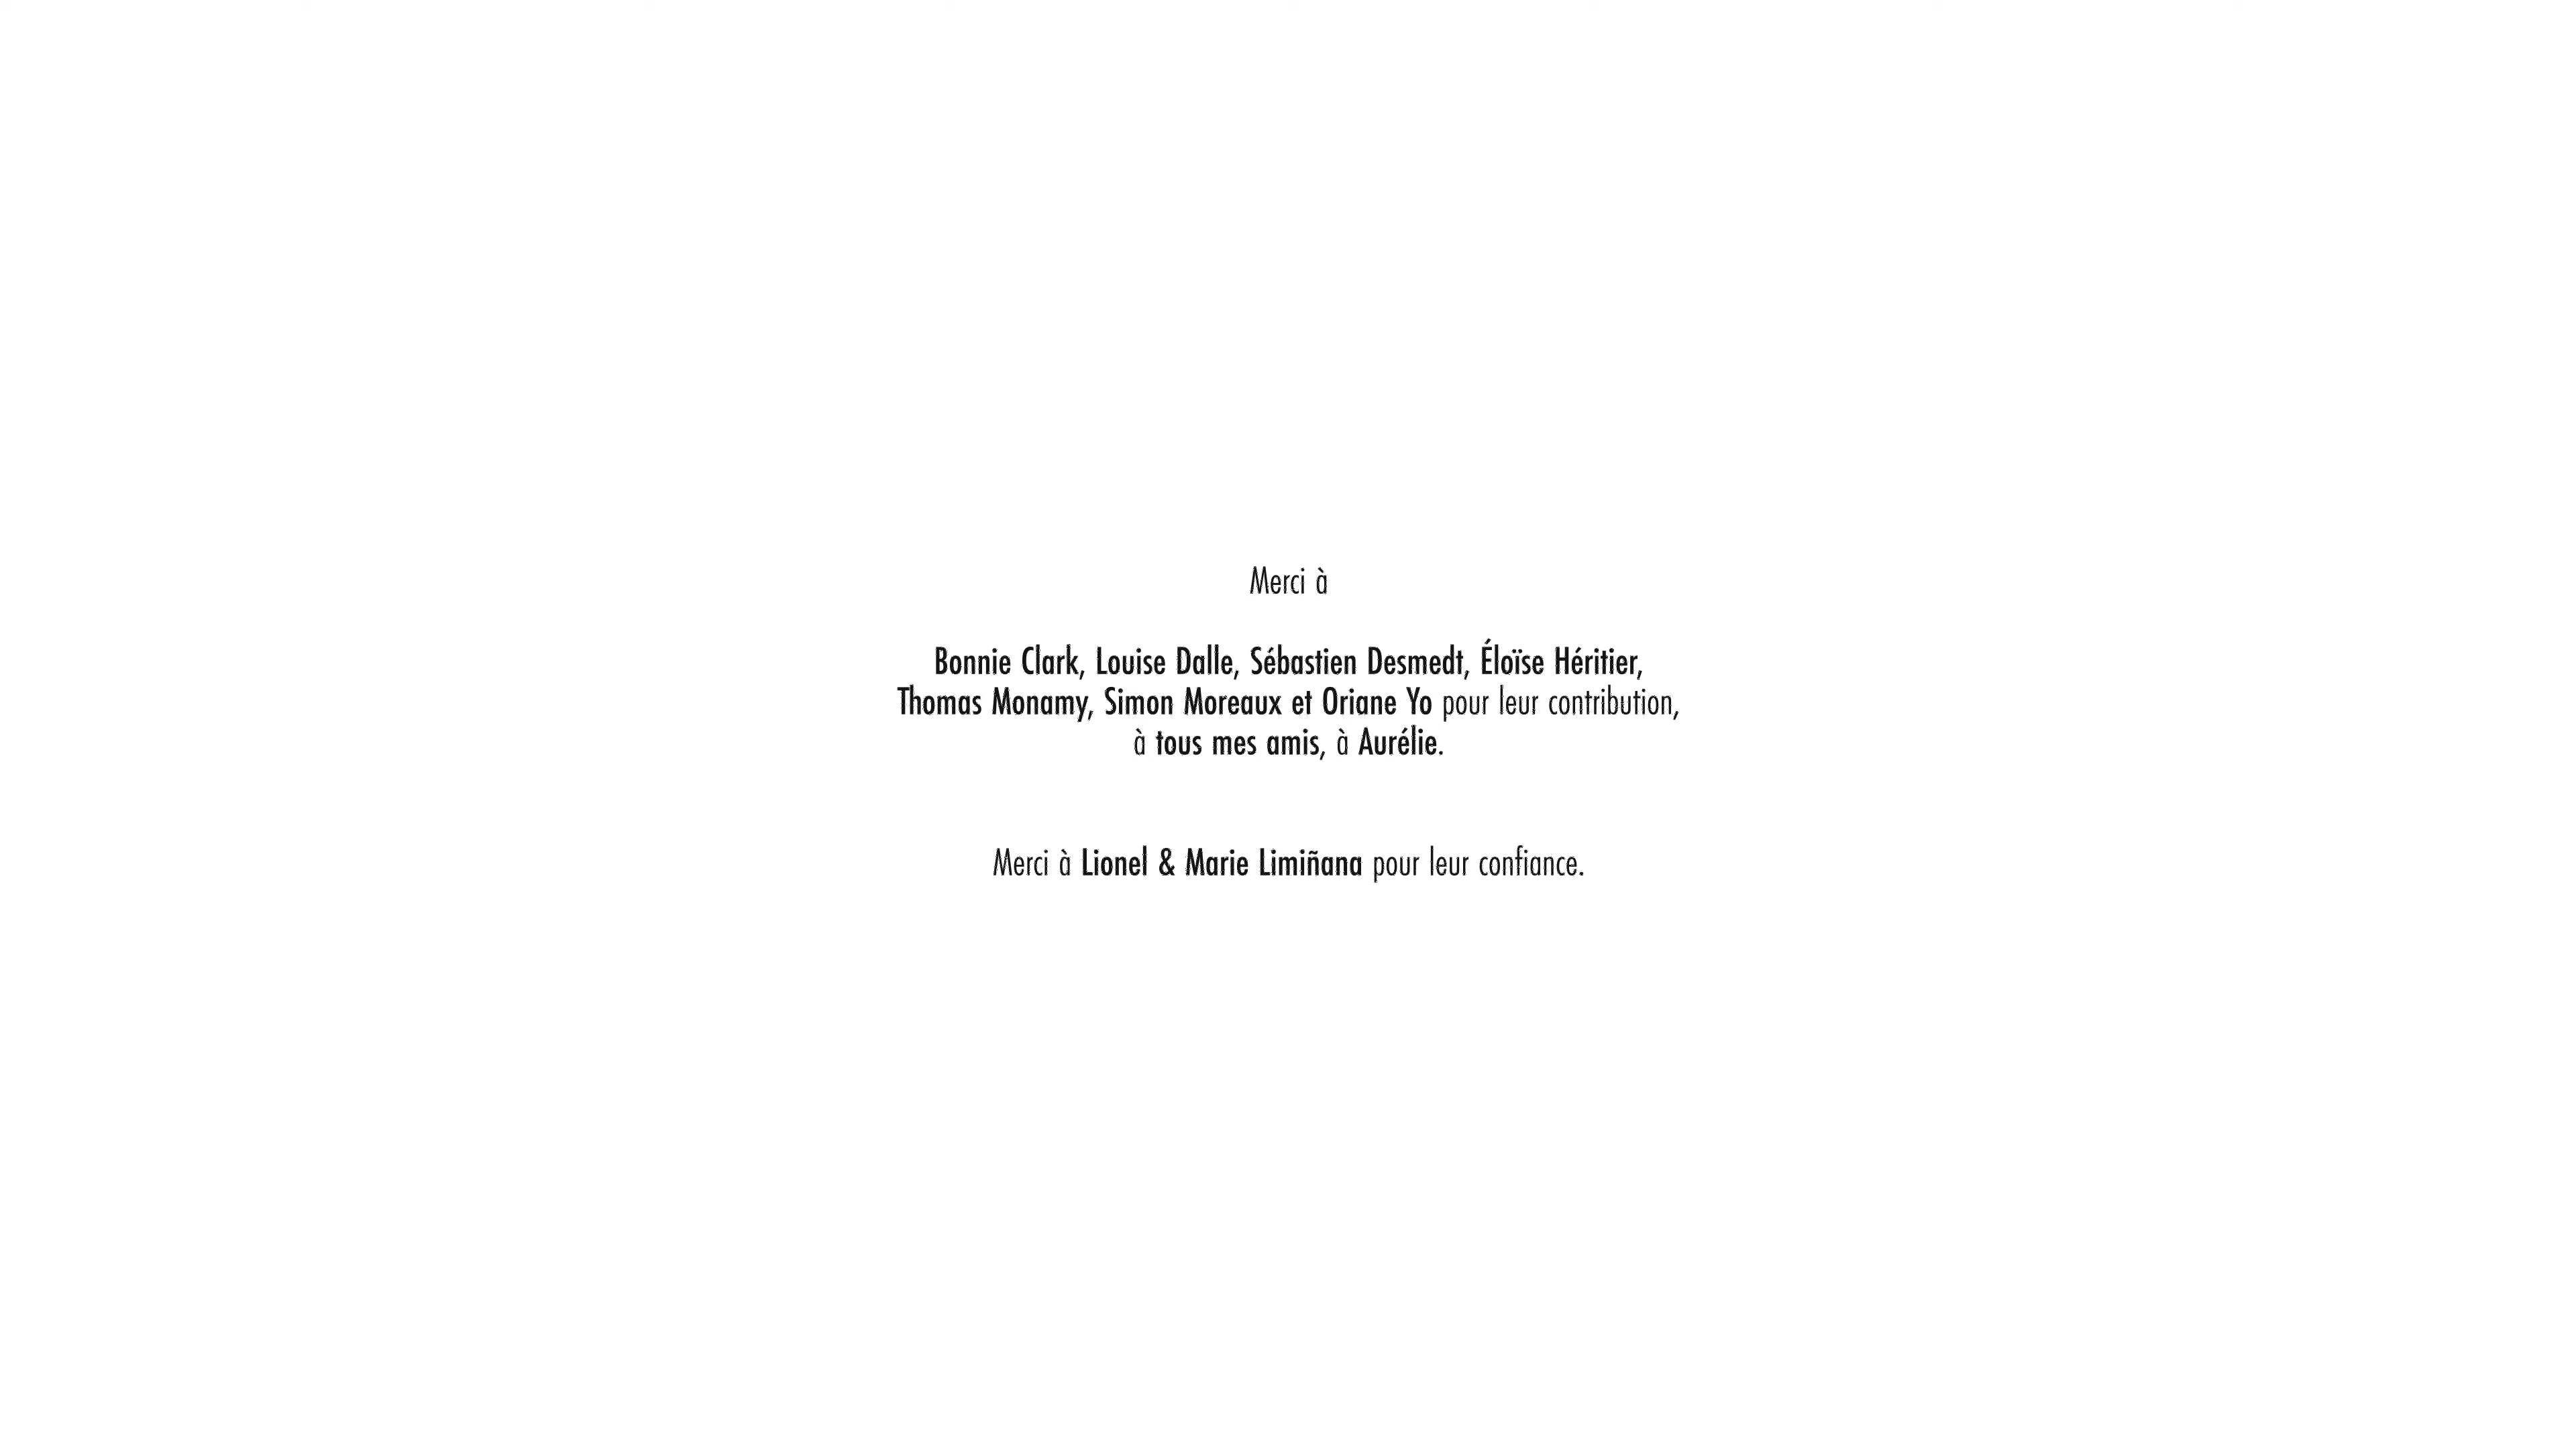 Merci à
Bonnie Clark, Louise Dalle, Sébastien Desmedt, Éloïse Héritier,
Thomas Monamy, Simon Moreaux et Oriane Yo pour leur contribution,
à tous mes amis, à Aurélie.
Merci à Lionel & Marie Limiñana pour leur confiance.